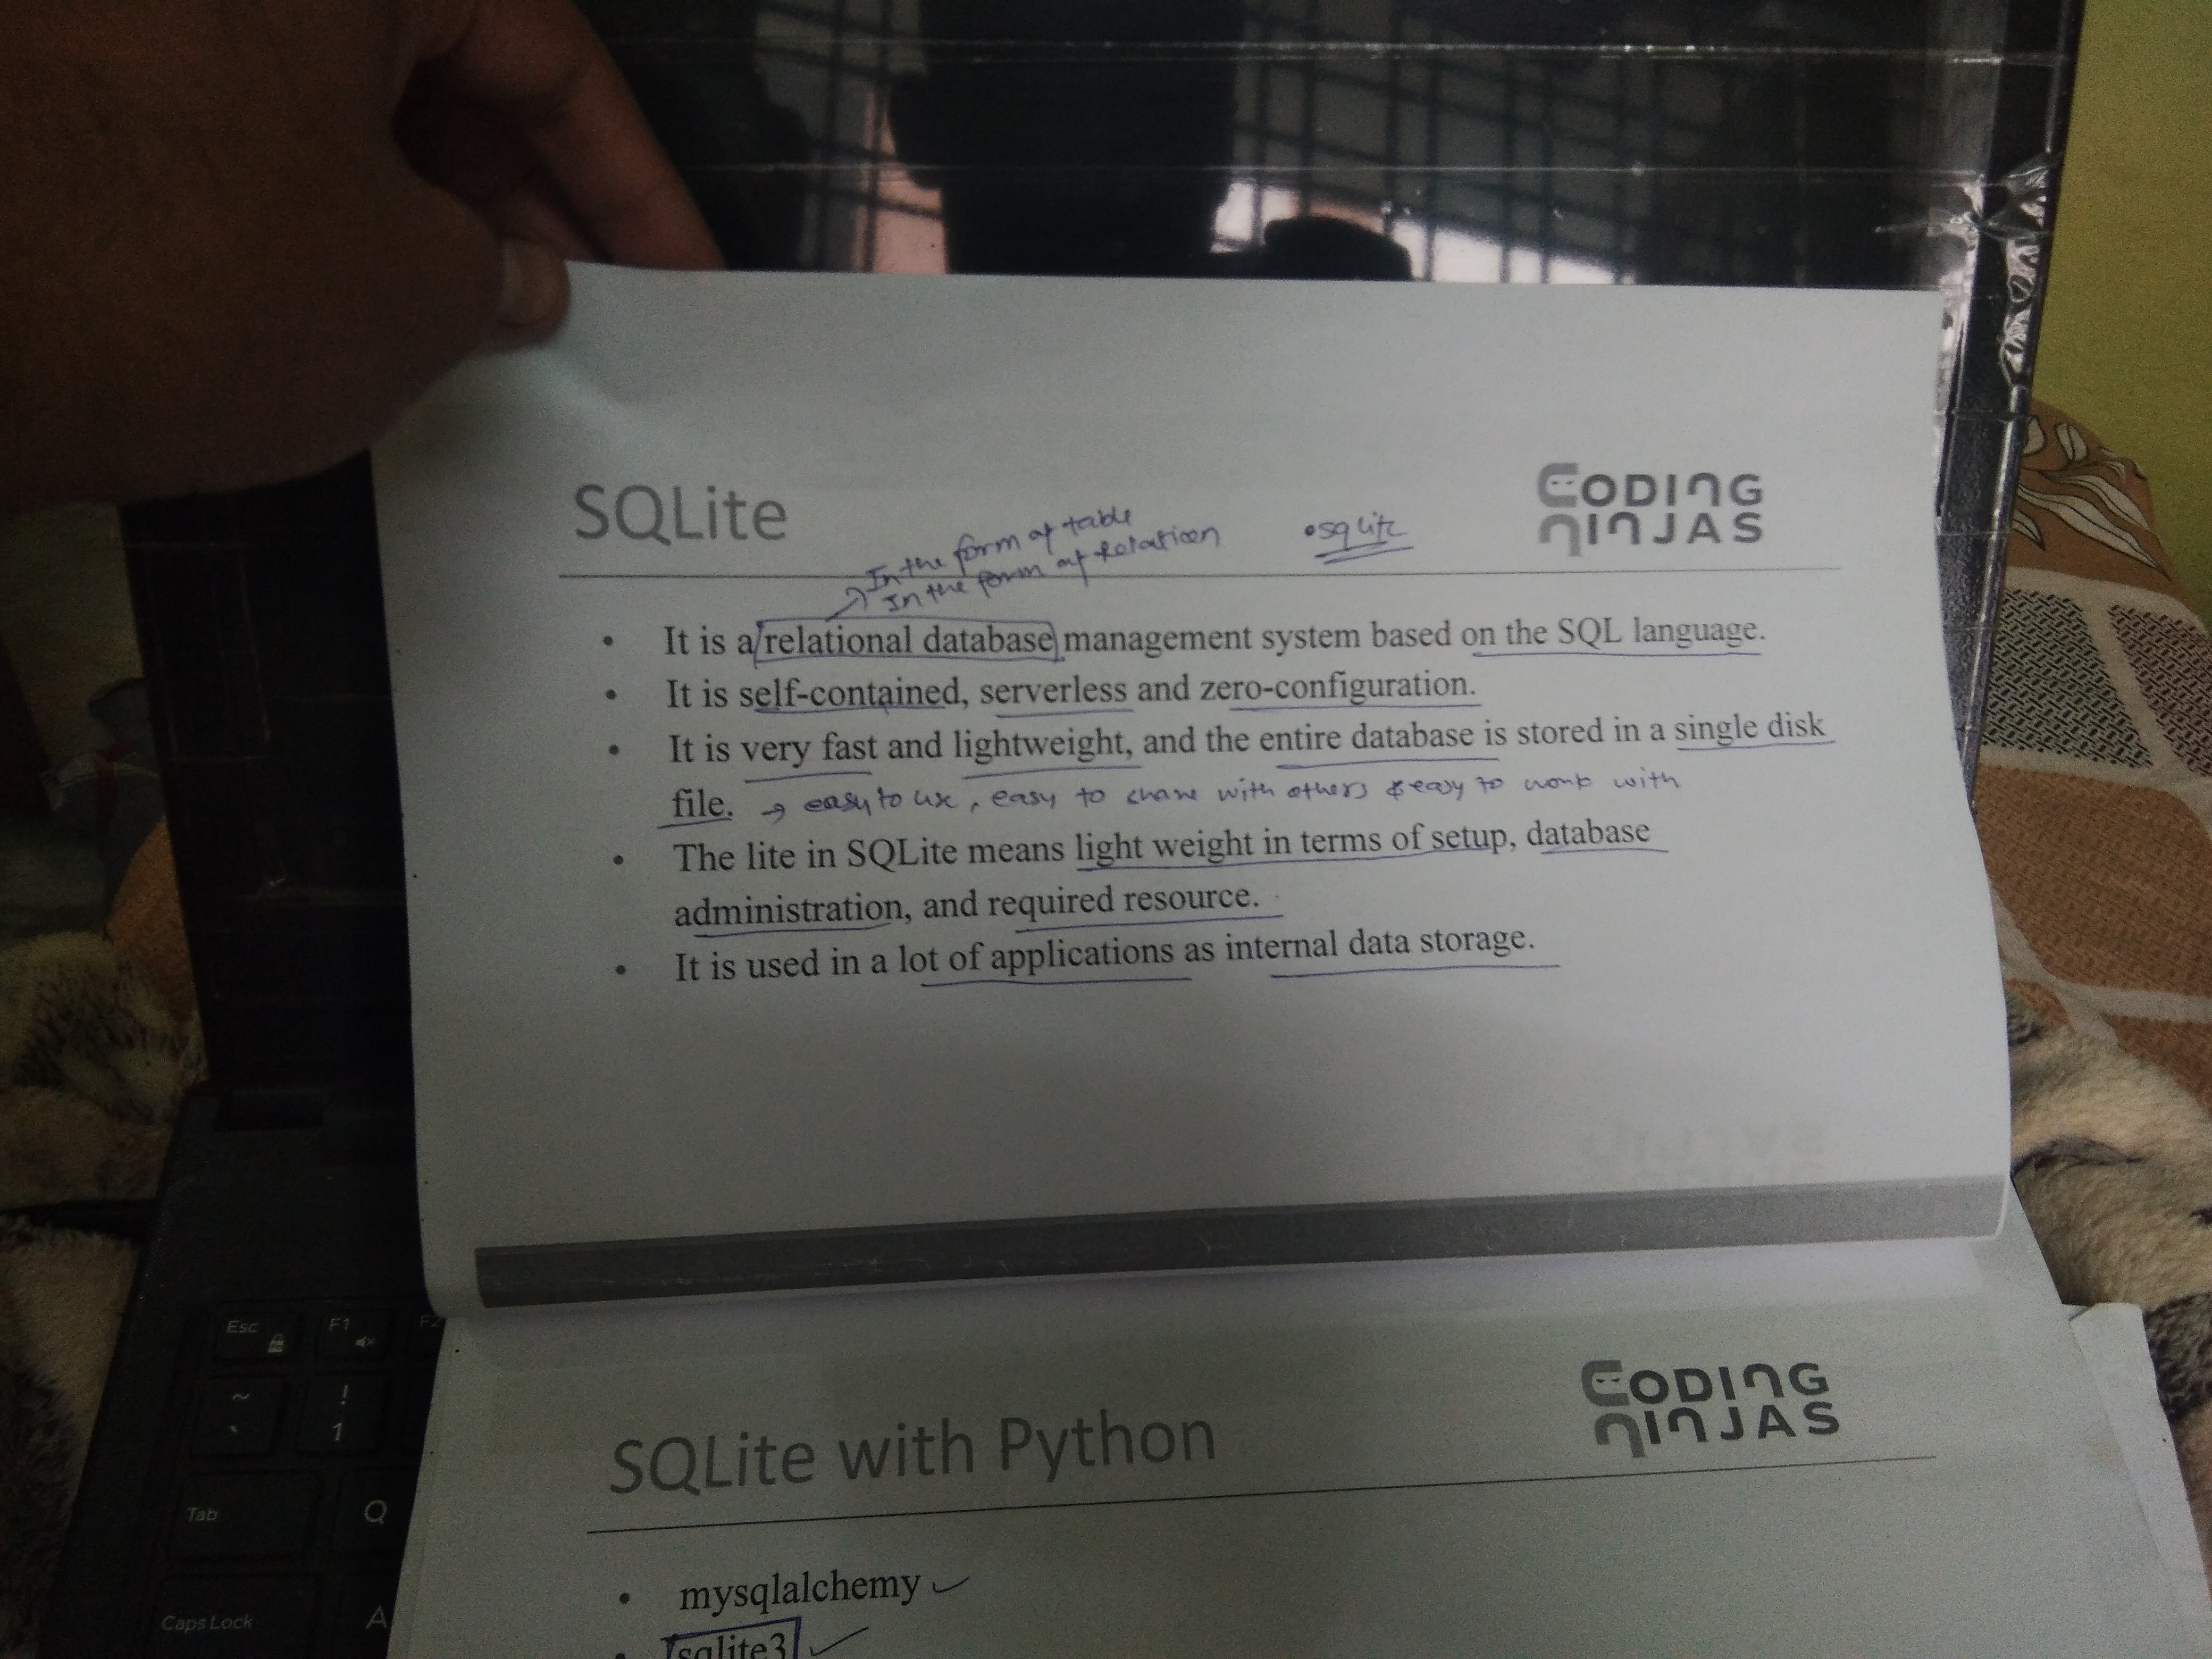 SQLite
CODING
NINJAS
In the form of table
In the form of Relation
.sqlite
• It is a relational database management system based on the SQL language.
• It is self-contained, serverless and zero-configuration.
• It is very fast and lightweight, and the entire database is stored in a single disk
file. → easy to use, easy to share with others & easy to work with
• The lite in SQLite means light weight in terms of setup, database
administration, and required resource.
• It is used in a lot of applications as internal data storage.
Esc
F1
F2
~
`
!
1
Tab
Q
Caps Lock
A
SQLite with Python
CODING
NINJAS
• mysqlalchemy
• sqlite3